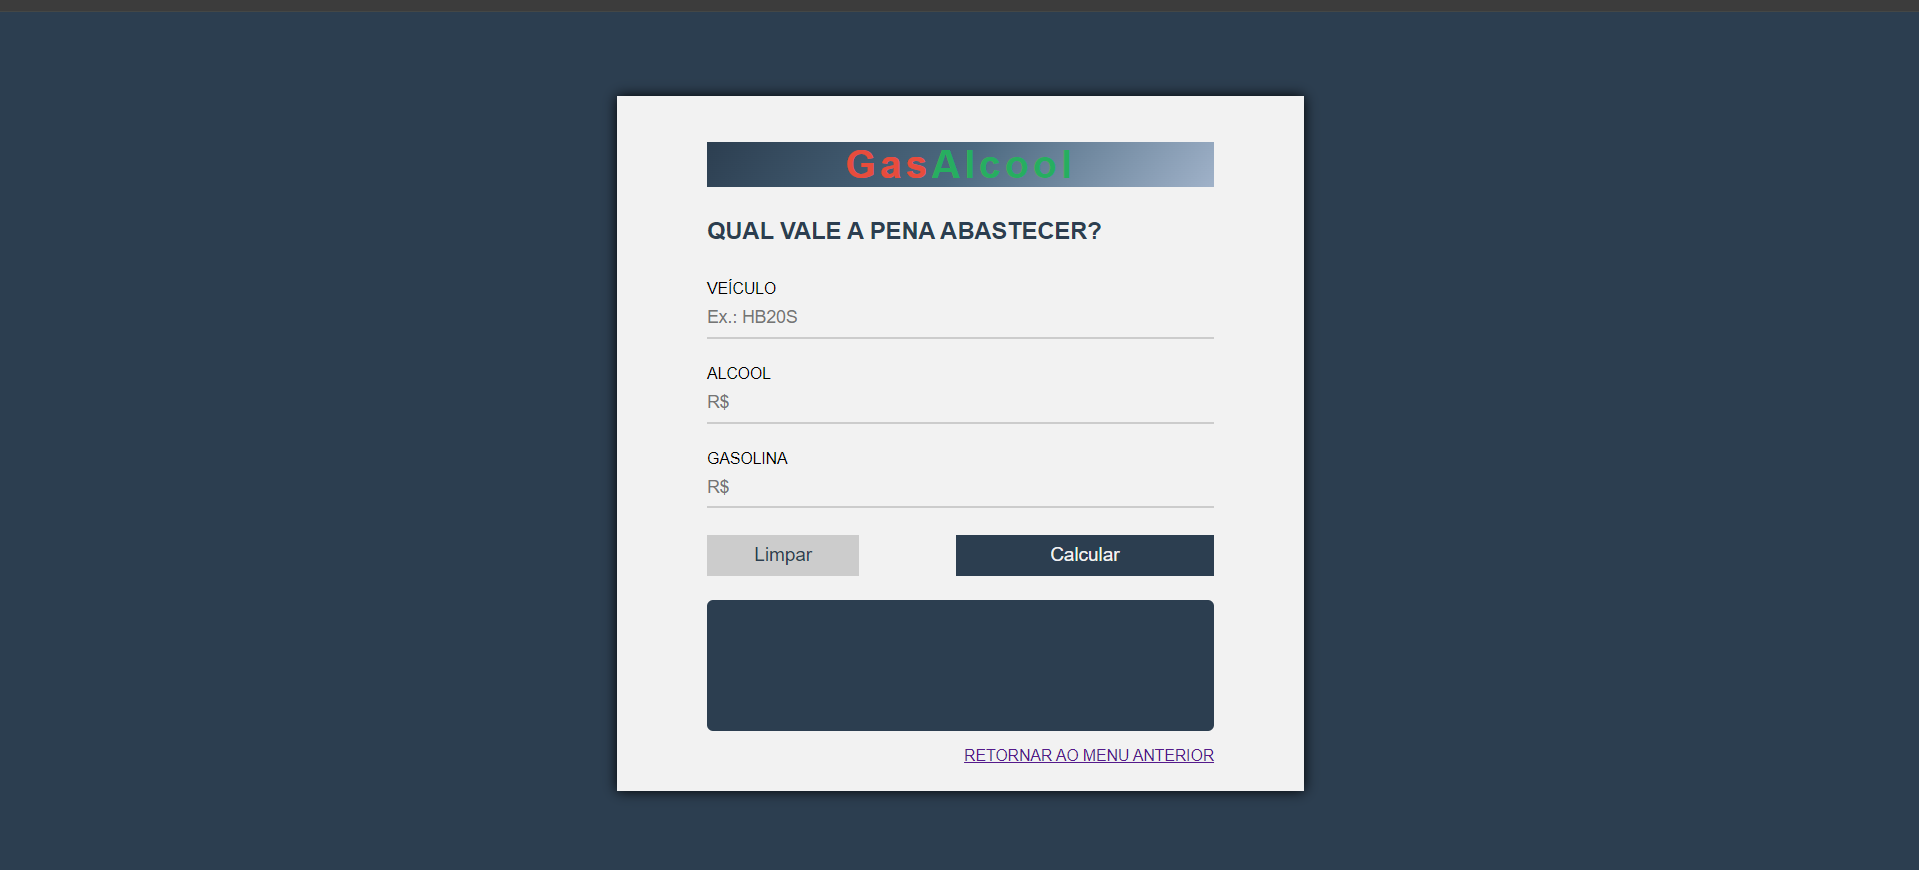 GasAlcool
QUAL VALE A PENA ABASTECER?
VEÍCULO
Ex.: HB20S
ALCOOL
R$
GASOLINA
R$
Limpar Calcular
RETORNAR AO MENU ANTERIOR